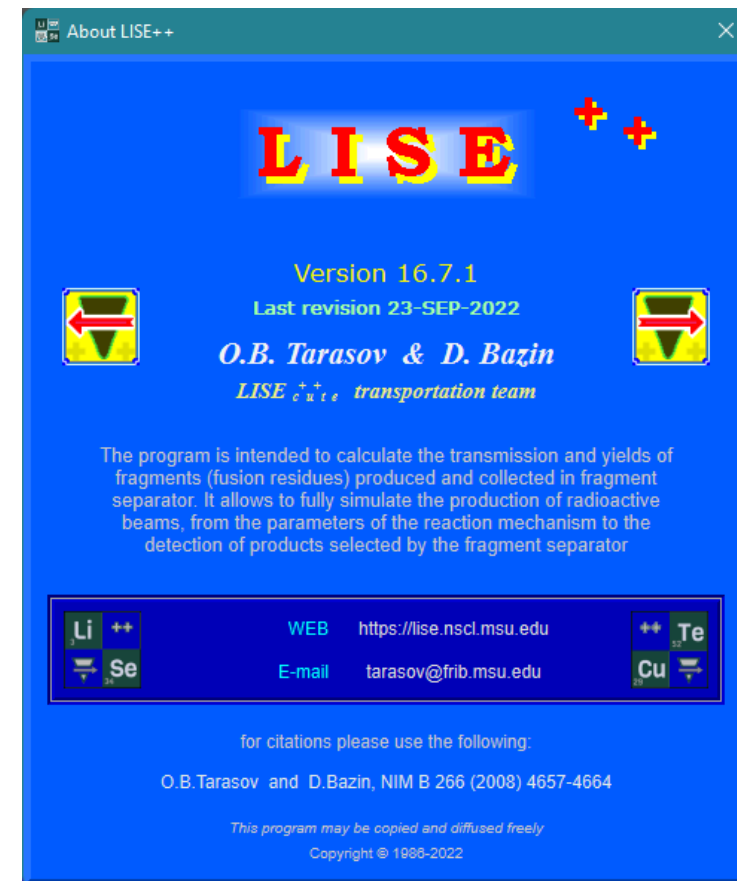 About LISE++
LISE++
Version 16.7.1
Last revision 23-SEP-2022
O.B. Tarasov & D. Bazin
LISE ++ cute transportation team
The program is intended to calculate the transmission and yields of
fragments (fusion residues) produced and collected in fragment
separator. It allows to fully simulate the production of radioactive
beams, from the parameters of the reaction mechanism to the
detection of products selected by the fragment separator
Li ++ WEB https://lise.nscl.msu.edu ++ Te
3 52
Se E-mail tarasov@frib.msu.edu Cu
34 29
for citations please use the following:
O.B.Tarasov and D.Bazin, NIM B 266 (2008) 4657-4664
This program may be copied and diffused freely
Copyright © 1986-2022